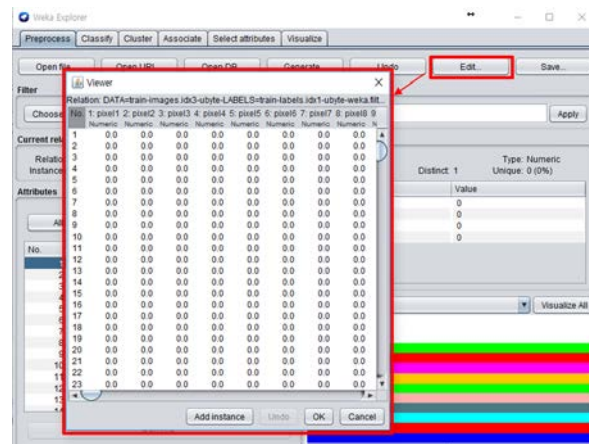 Weka Explorer
Preprocess Classify Cluster Associate Select attributes Visualize
Open file Open URL Open DB Generate Undo Edit... Save...
Filter
Choose Apply
Viewer
Relation: DATA=train-images.idx3-ubyte-LABELS=train-labels.idx1-ubyte-weka.filt...
No. 1: pixel1 2: pixel2 3: pixel3 4: pixel4 5: pixel5 6: pixel6 7: pixel7 8: pixel8 9
Numeric Numeric Numeric Numeric Numeric Numeric Numeric Numeric N
1 0.0 0.0 0.0 0.0 0.0 0.0 0.0 0.0
2 0.0 0.0 0.0 0.0 0.0 0.0 0.0 0.0
3 0.0 0.0 0.0 0.0 0.0 0.0 0.0 0.0
4 0.0 0.0 0.0 0.0 0.0 0.0 0.0 0.0
5 0.0 0.0 0.0 0.0 0.0 0.0 0.0 0.0
6 0.0 0.0 0.0 0.0 0.0 0.0 0.0 0.0
7 0.0 0.0 0.0 0.0 0.0 0.0 0.0 0.0
8 0.0 0.0 0.0 0.0 0.0 0.0 0.0 0.0
9 0.0 0.0 0.0 0.0 0.0 0.0 0.0 0.0
10 0.0 0.0 0.0 0.0 0.0 0.0 0.0 0.0
11 0.0 0.0 0.0 0.0 0.0 0.0 0.0 0.0
12 0.0 0.0 0.0 0.0 0.0 0.0 0.0 0.0
13 0.0 0.0 0.0 0.0 0.0 0.0 0.0 0.0
14 0.0 0.0 0.0 0.0 0.0 0.0 0.0 0.0
15 0.0 0.0 0.0 0.0 0.0 0.0 0.0 0.0
16 0.0 0.0 0.0 0.0 0.0 0.0 0.0 0.0
17 0.0 0.0 0.0 0.0 0.0 0.0 0.0 0.0
18 0.0 0.0 0.0 0.0 0.0 0.0 0.0 0.0
19 0.0 0.0 0.0 0.0 0.0 0.0 0.0 0.0
20 0.0 0.0 0.0 0.0 0.0 0.0 0.0 0.0
21 0.0 0.0 0.0 0.0 0.0 0.0 0.0 0.0
22 0.0 0.0 0.0 0.0 0.0 0.0 0.0 0.0
23 0.0 0.0 0.0 0.0 0.0 0.0 0.0 0.0
Add instance Undo OK Cancel
Current rel
Relatio
Instance
Type: Numeric
Distinct: 1 Unique: 0 (0%)
Attributes
Value
0
0
0
0
No.
Visualize All